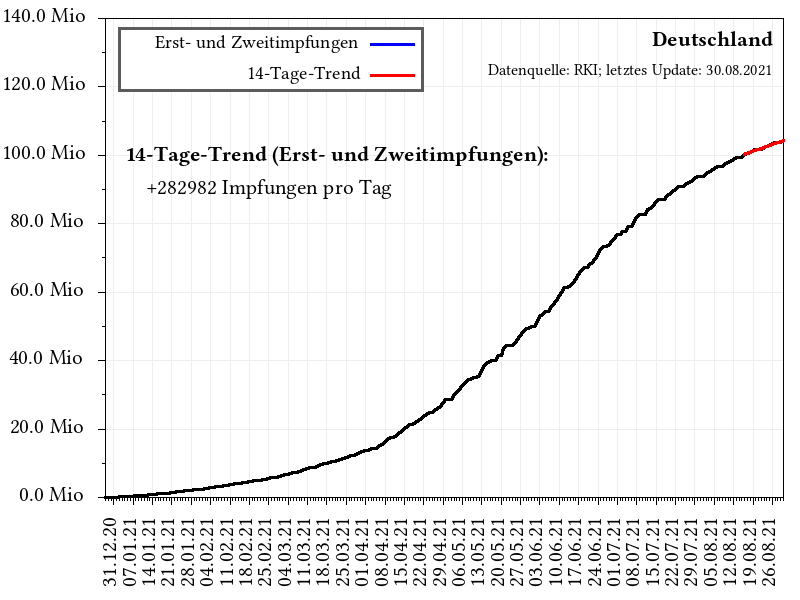 140.0 Mio
120.0 Mio
100.0 Mio
80.0 Mio
60.0 Mio
40.0 Mio
20.0 Mio
0.0 Mio
Erst- und Zweitimpfungen
14-Tage-Trend
Deutschland
Datenquelle: RKI; letztes Update: 30.08.2021
14-Tage-Trend (Erst- und Zweitimpfungen):
+282982 Impfungen pro Tag
31.12.20
07.01.21
14.01.21
21.01.21
28.01.21
04.02.21
11.02.21
18.02.21
25.02.21
04.03.21
11.03.21
18.03.21
25.03.21
01.04.21
08.04.21
15.04.21
22.04.21
29.04.21
06.05.21
13.05.21
20.05.21
27.05.21
03.06.21
10.06.21
17.06.21
24.06.21
01.07.21
08.07.21
15.07.21
22.07.21
29.07.21
05.08.21
12.08.21
19.08.21
26.08.21